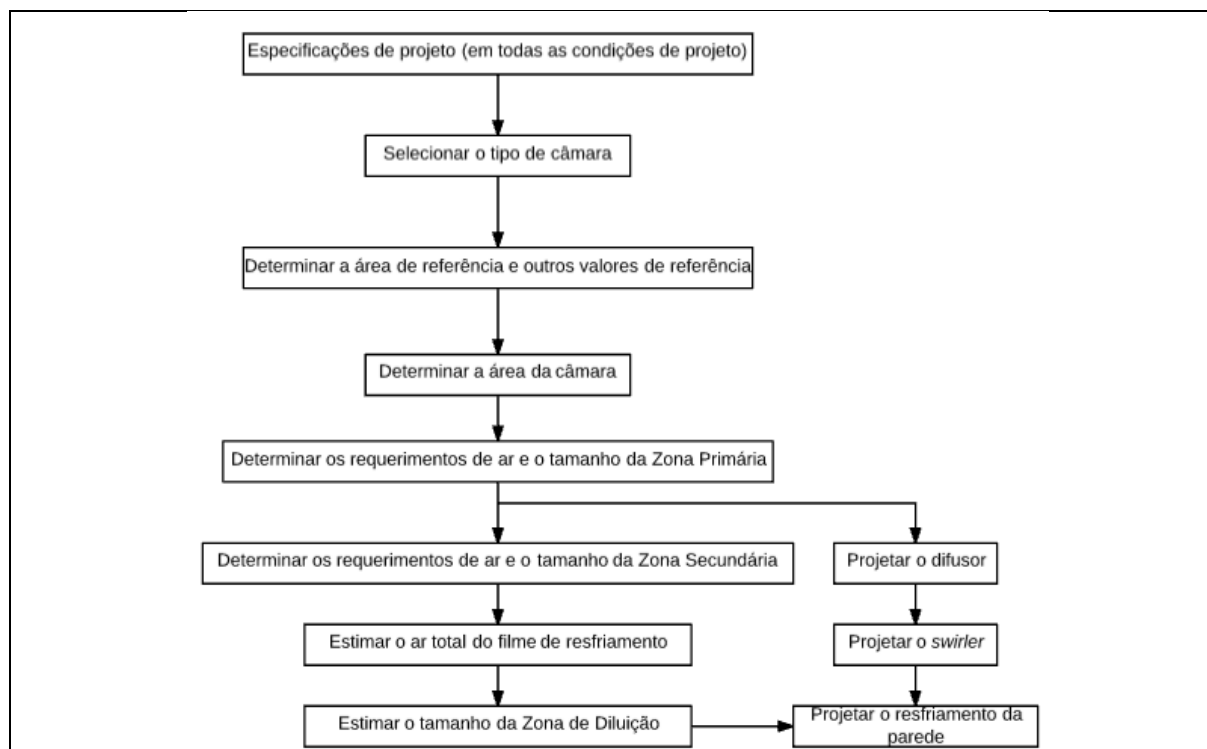 Especificações de projeto (em todas as condições de projeto)
Selecionar o tipo de câmara
Determinar a área de referência e outros valores de referência
Determinar a área da câmara
Determinar os requerimentos de ar e o tamanho da Zona Primária
Determinar os requerimentos de ar e o tamanho da Zona Secundária
Projetar o difusor
Estimar o ar total do filme de resfriamento
Projetar o swirler
Estimar o tamanho da Zona de Diluição
Projetar o resfriamento da
parede